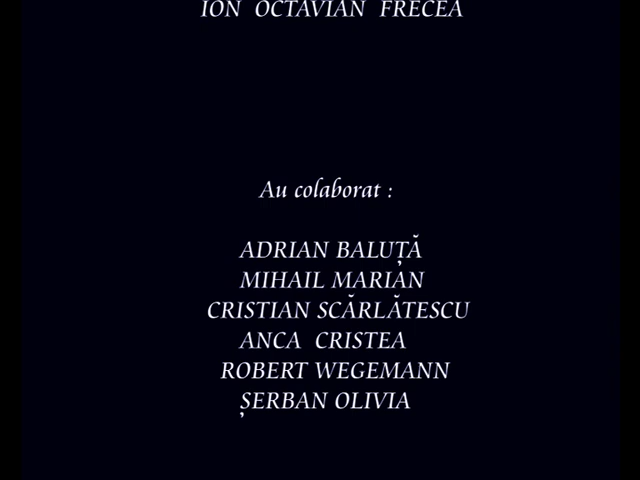 ION OCTAVIAN FRECEA
Au colaborat :
ADRIAN BALUȚĂ
MIHAIL MARIAN
CRISTIAN SCĂRLĂTESCU
ANCA CRISTEA
ROBERT WEGEMANN
ȘERBAN OLIVIA